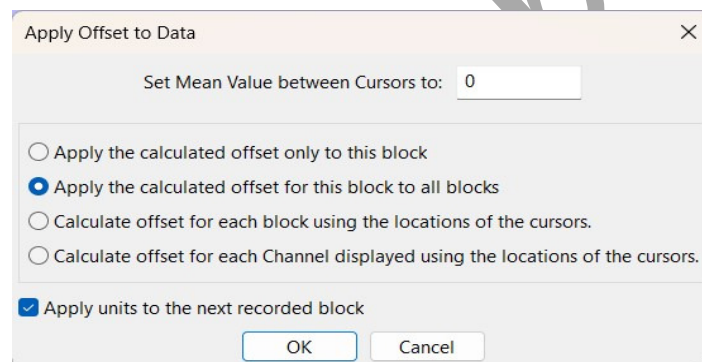 Apply Offset to Data
Set Mean Value between Cursors to: 0
Apply the calculated offset only to this block
Apply the calculated offset for this block to all blocks
Calculate offset for each block using the locations of the cursors.
Calculate offset for each Channel displayed using the locations of the cursors.
Apply units to the next recorded block
OK Cancel